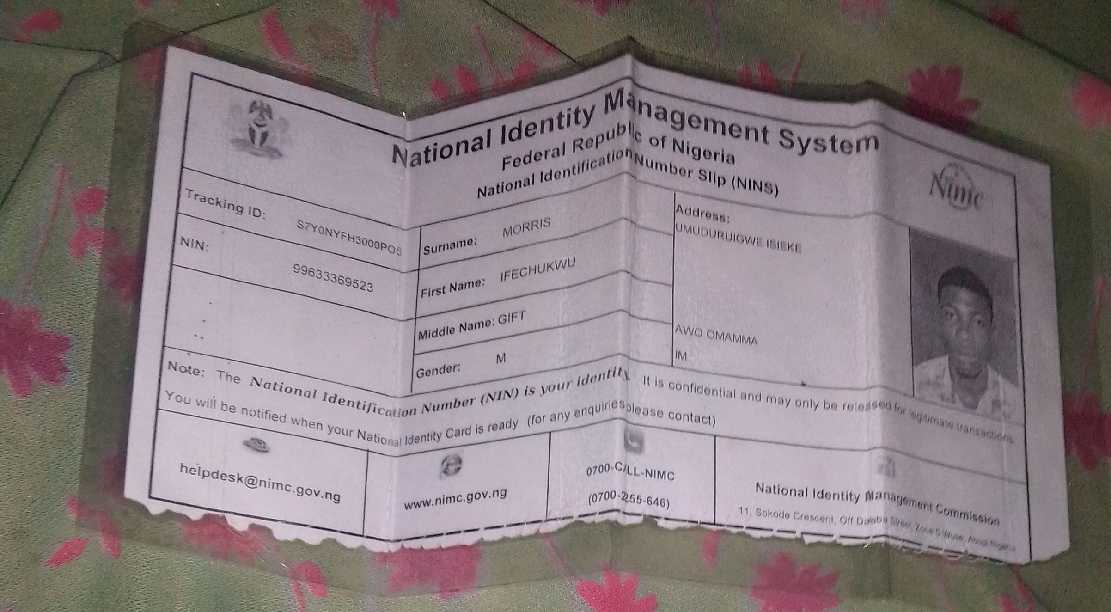 National Identity Management System
Federal Republic of Nigeria
National Identification Number Slip (NINS)
Nimc
Tracking ID: S7Y0NYFH3000POS
NIN: 99633369523
Surname: MORRIS
First Name: IFECHUKWU
Middle Name: GIFT
Gender: M
Address:
UMUDURUIGWE ISIEKE
AWO OMAMMA
IM
Note: The National Identification Number (NIN) is your identity. It is confidential and may only be released for legitimate transactions.
You will be notified when your National Identity Card is ready (for any enquiries please contact)
helpdesk@nimc.gov.ng
www.nimc.gov.ng
0700-CALL-NIMC
(0700-2255-646)
National Identity Management Commission
11, Sokode Crescent, Off Dalaba Street, Zone 5 Wuse, Abuja Nigeria